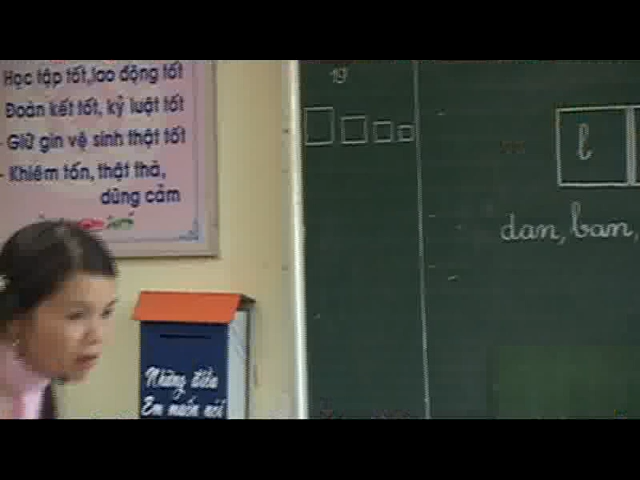 Học tập tốt, lao động tốt
Đoàn kết tốt, kỷ luật tốt
- Giữ gìn vệ sinh thật tốt
- Khiêm tốn, thật thà,
dũng cảm
Những điều
Em muốn nói
19
l
dan, ban,